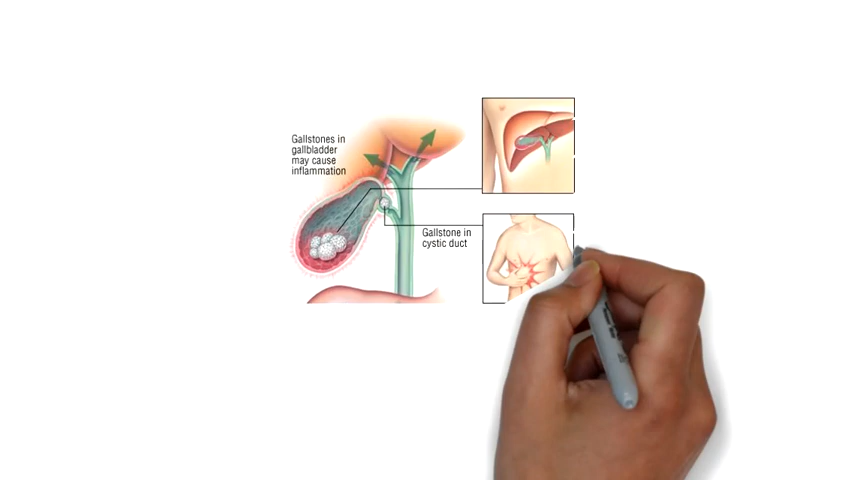 Gallstones in
gallbladder
may cause
inflammation
Gallstone in
cystic duct